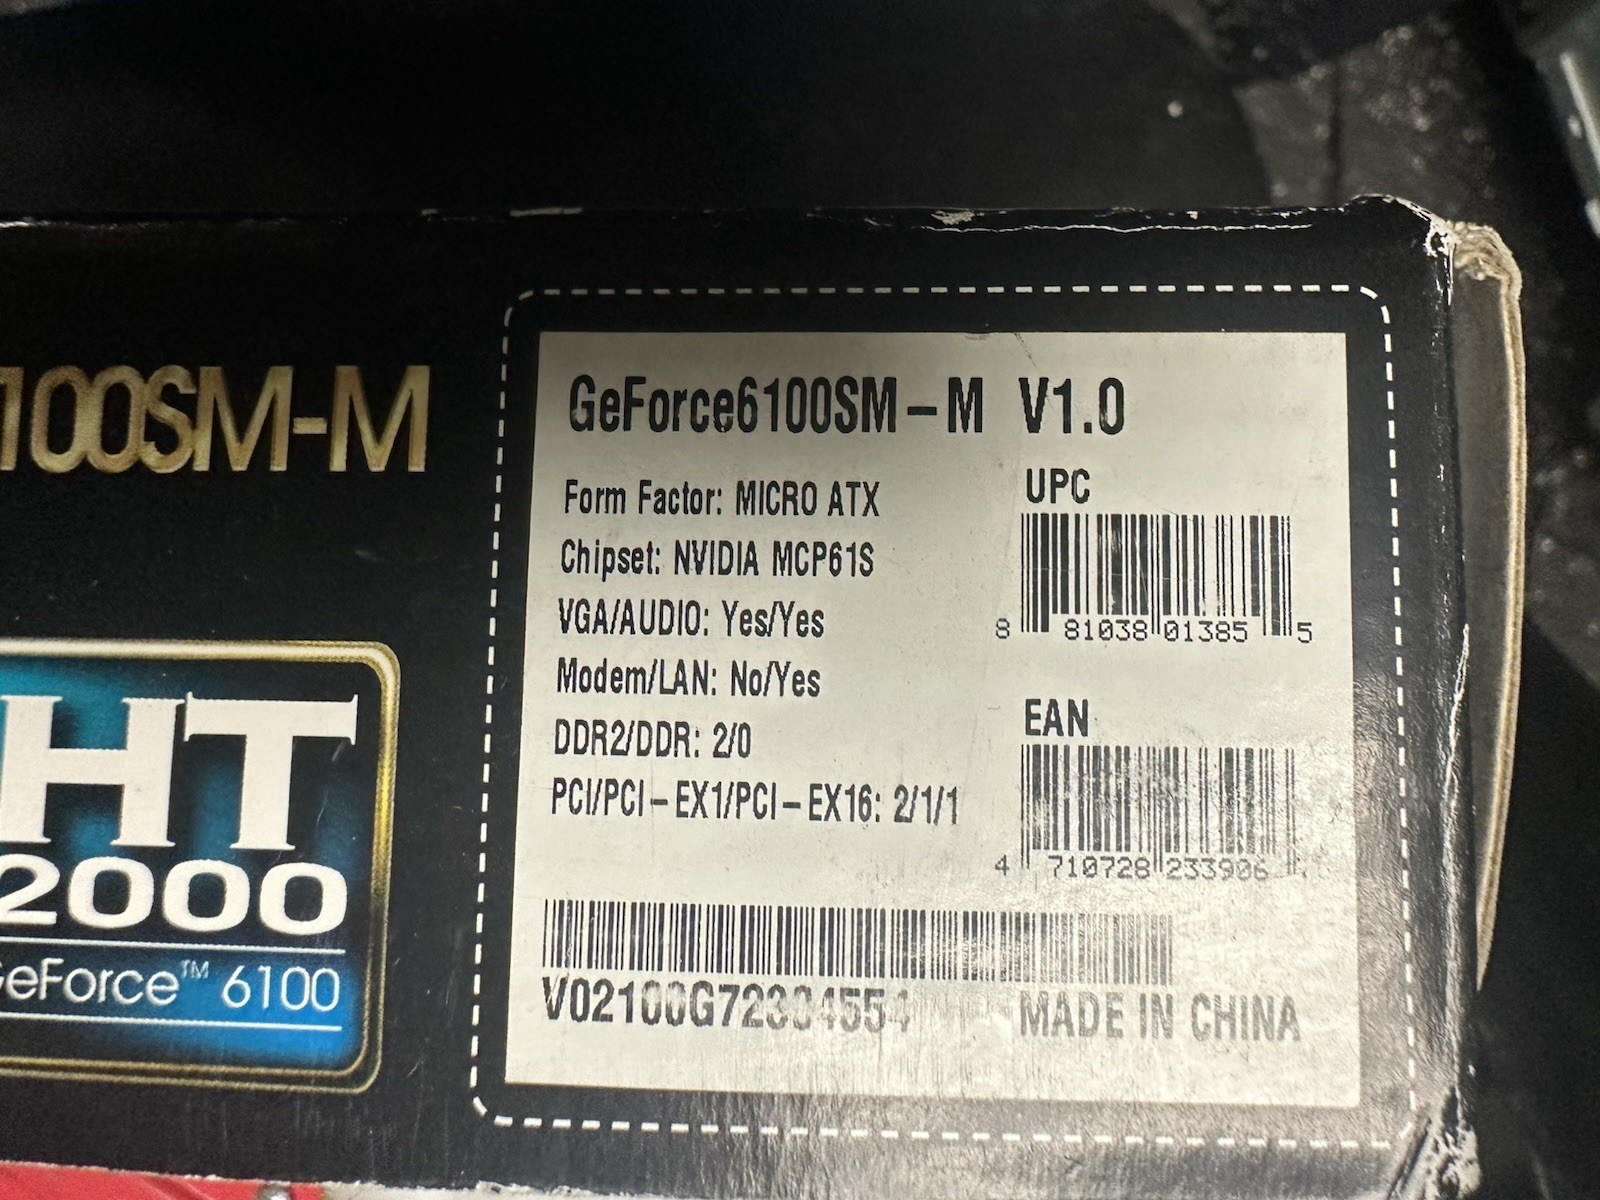 100SM-M
HT
2000
GeForce™ 6100
GeForce6100SM-M V1.0
Form Factor: MICRO ATX
Chipset: NVIDIA MCP61S
VGA/AUDIO: Yes/Yes
Modem/LAN: No/Yes
DDR2/DDR: 2/0
PCI/PCI-EX1/PCI-EX16: 2/1/1
UPC
8 81038 01385 5
EAN
4 710728 233906
MADE IN CHINA